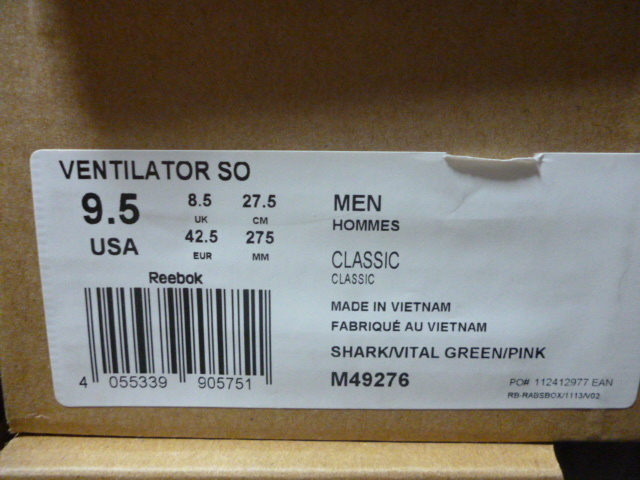 VENTILATOR SO
9.5 8.5 27.5
UK CM
USA 42.5 275
EUR MM
Reebok
4 055339 905751
MEN
HOMMES
CLASSIC
CLASSIC
MADE IN VIETNAM
FABRIQUÉ AU VIETNAM
SHARK/VITAL GREEN/PINK
M49276
PO# 112412977 EAN
RB-RABSBOX/1113/V02